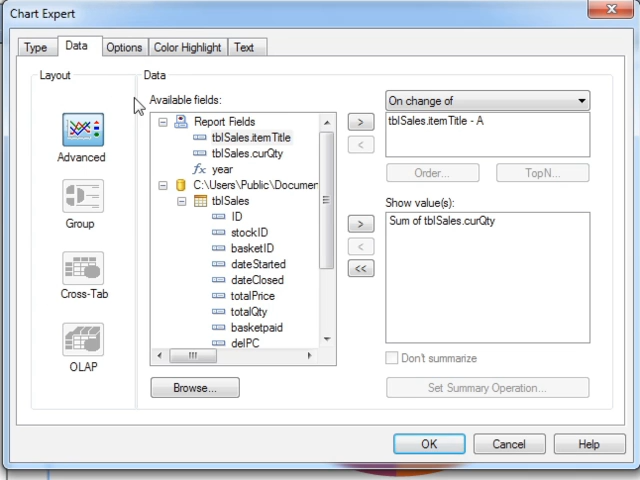 Chart Expert
Type Data Options Color Highlight Text
Layout
Advanced
Group
Cross-Tab
OLAP
Data
Available fields:
Report Fields
tblSales.itemTitle
tblSales.curQty
fx year
C:\Users\Public\Documen
tblSales
ID
stockID
basketID
dateStarted
dateClosed
totalPrice
totalQty
basketpaid
delPC
Browse...
>
<
>
<
<<
On change of
tblSales.itemTitle - A
Order... TopN...
Show value(s):
Sum of tblSales.curQty
Don't summarize
Set Summary Operation...
OK Cancel Help